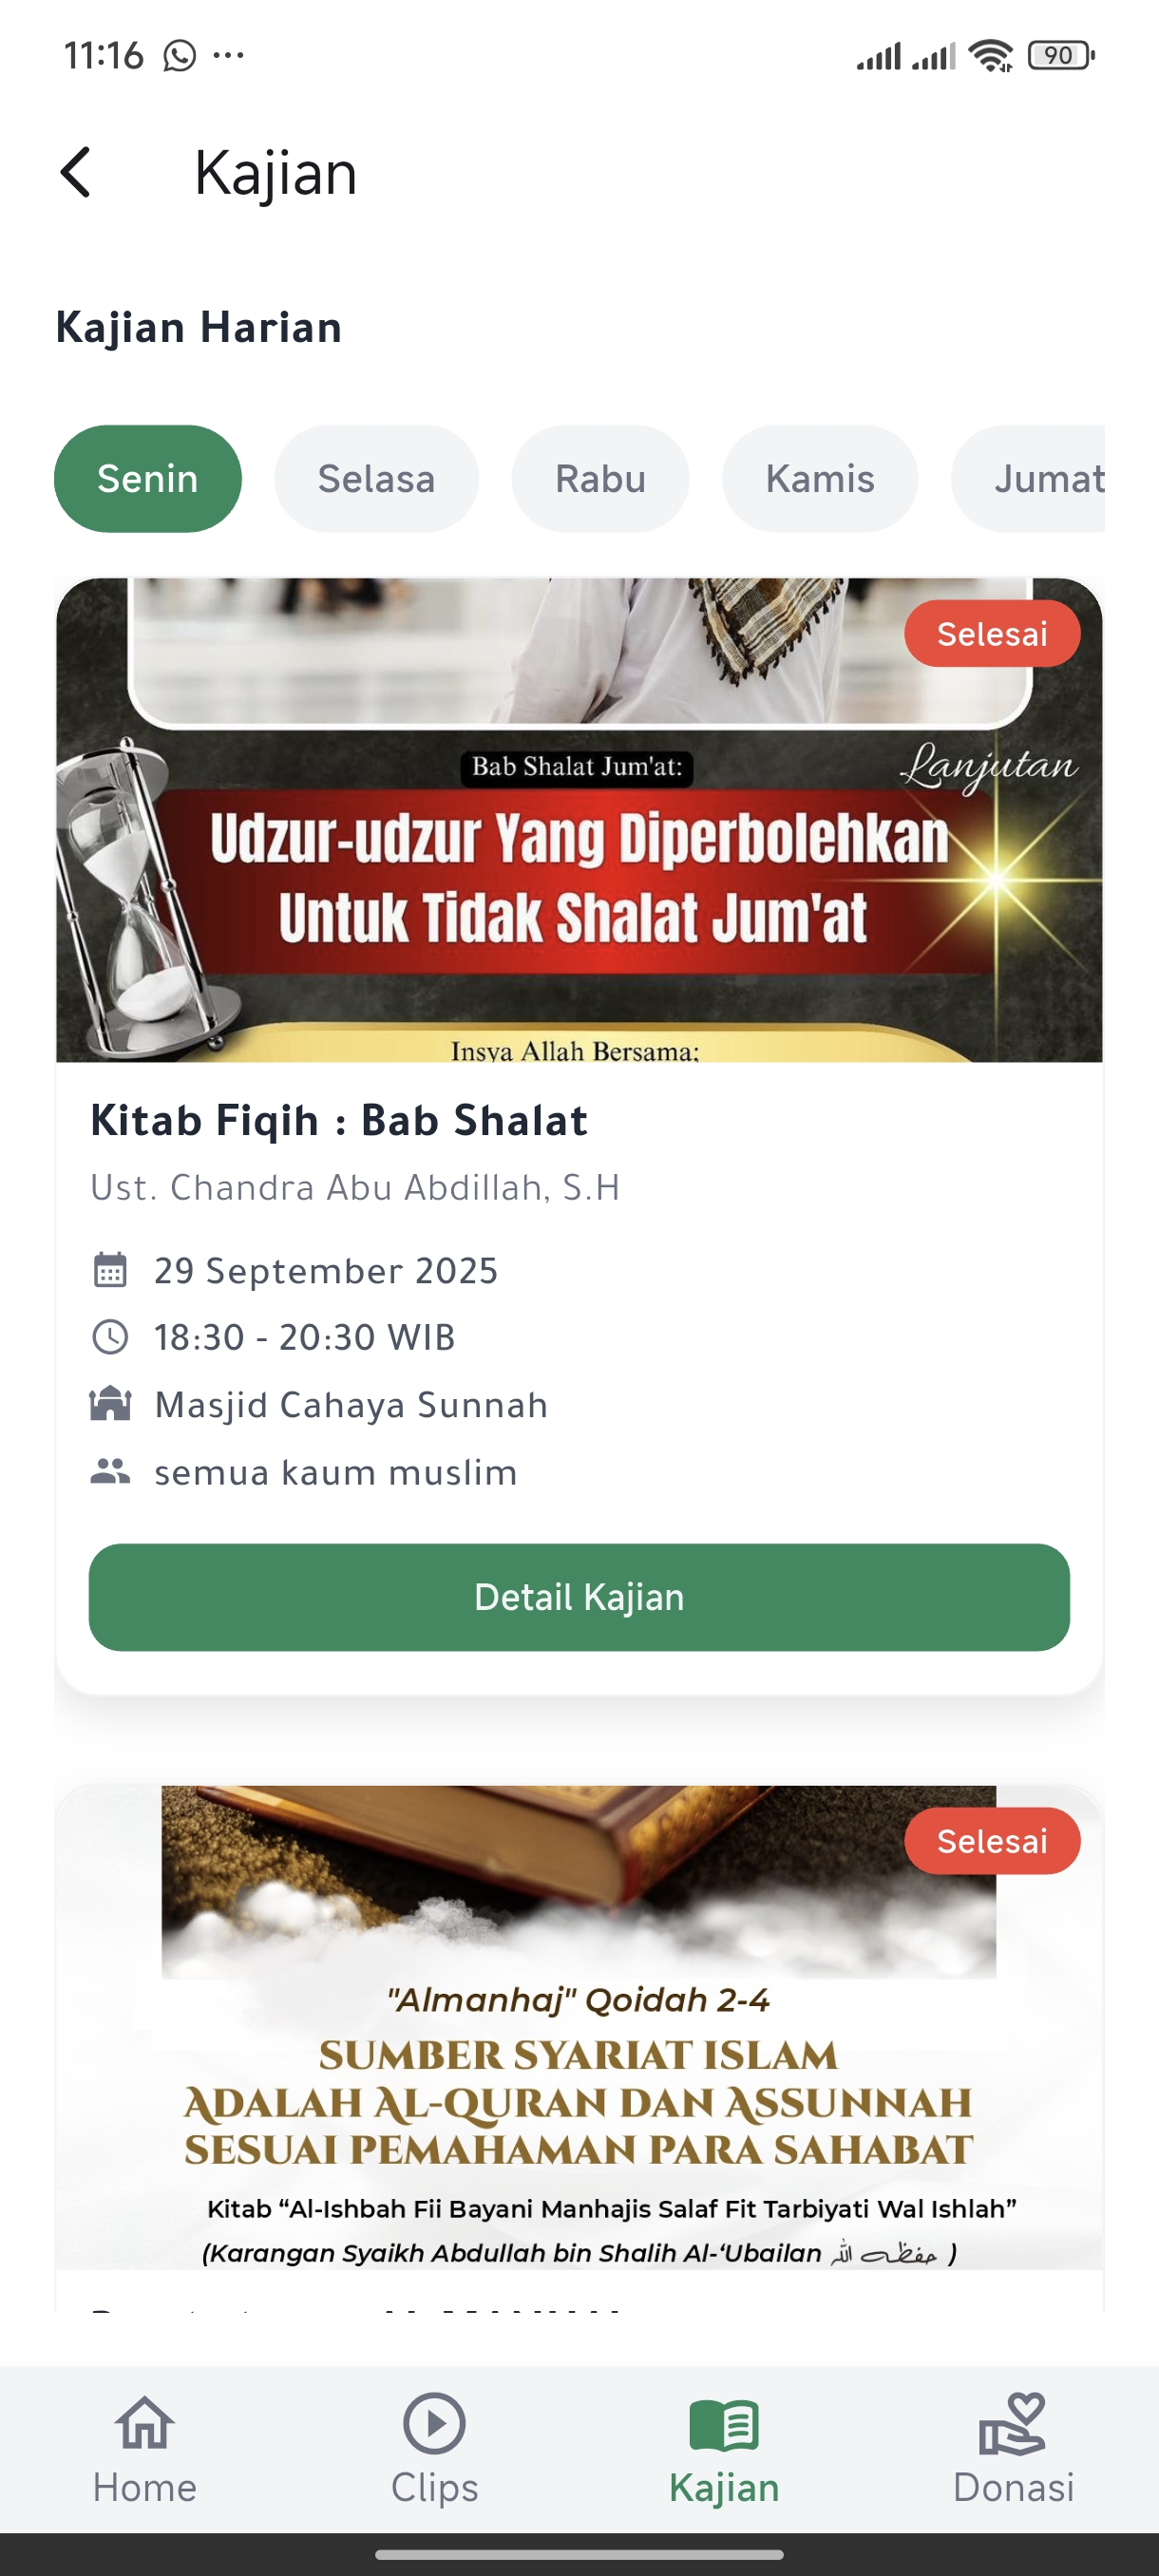 11:16
90
Kajian
Kajian Harian
Senin
Selasa
Rabu
Kamis
Jumat
Selesai
Bab Shalat Jum'at:
Lanjutan
Udzur-udzur Yang Diperbolehkan
Untuk Tidak Shalat Jum'at
Insya Allah Bersama;
Kitab Fiqih : Bab Shalat
Ust. Chandra Abu Abdillah, S.H
29 September 2025
18:30 - 20:30 WIB
Masjid Cahaya Sunnah
semua kaum muslim
Detail Kajian
Selesai
"Almanhaj" Qoidah 2-4
SUMBER SYARIAT ISLAM
ADALAH AL-QURAN DAN ASSUNNAH
SESUAI PEMAHAMAN PARA SAHABAT
Kitab “Al-Ishbah Fii Bayani Manhajis Salaf Fit Tarbiyati Wal Ishlah”
(Karangan Syaikh Abdullah bin Shalih Al-‘Ubailan حفظه الله )
Home
Clips
Kajian
Donasi